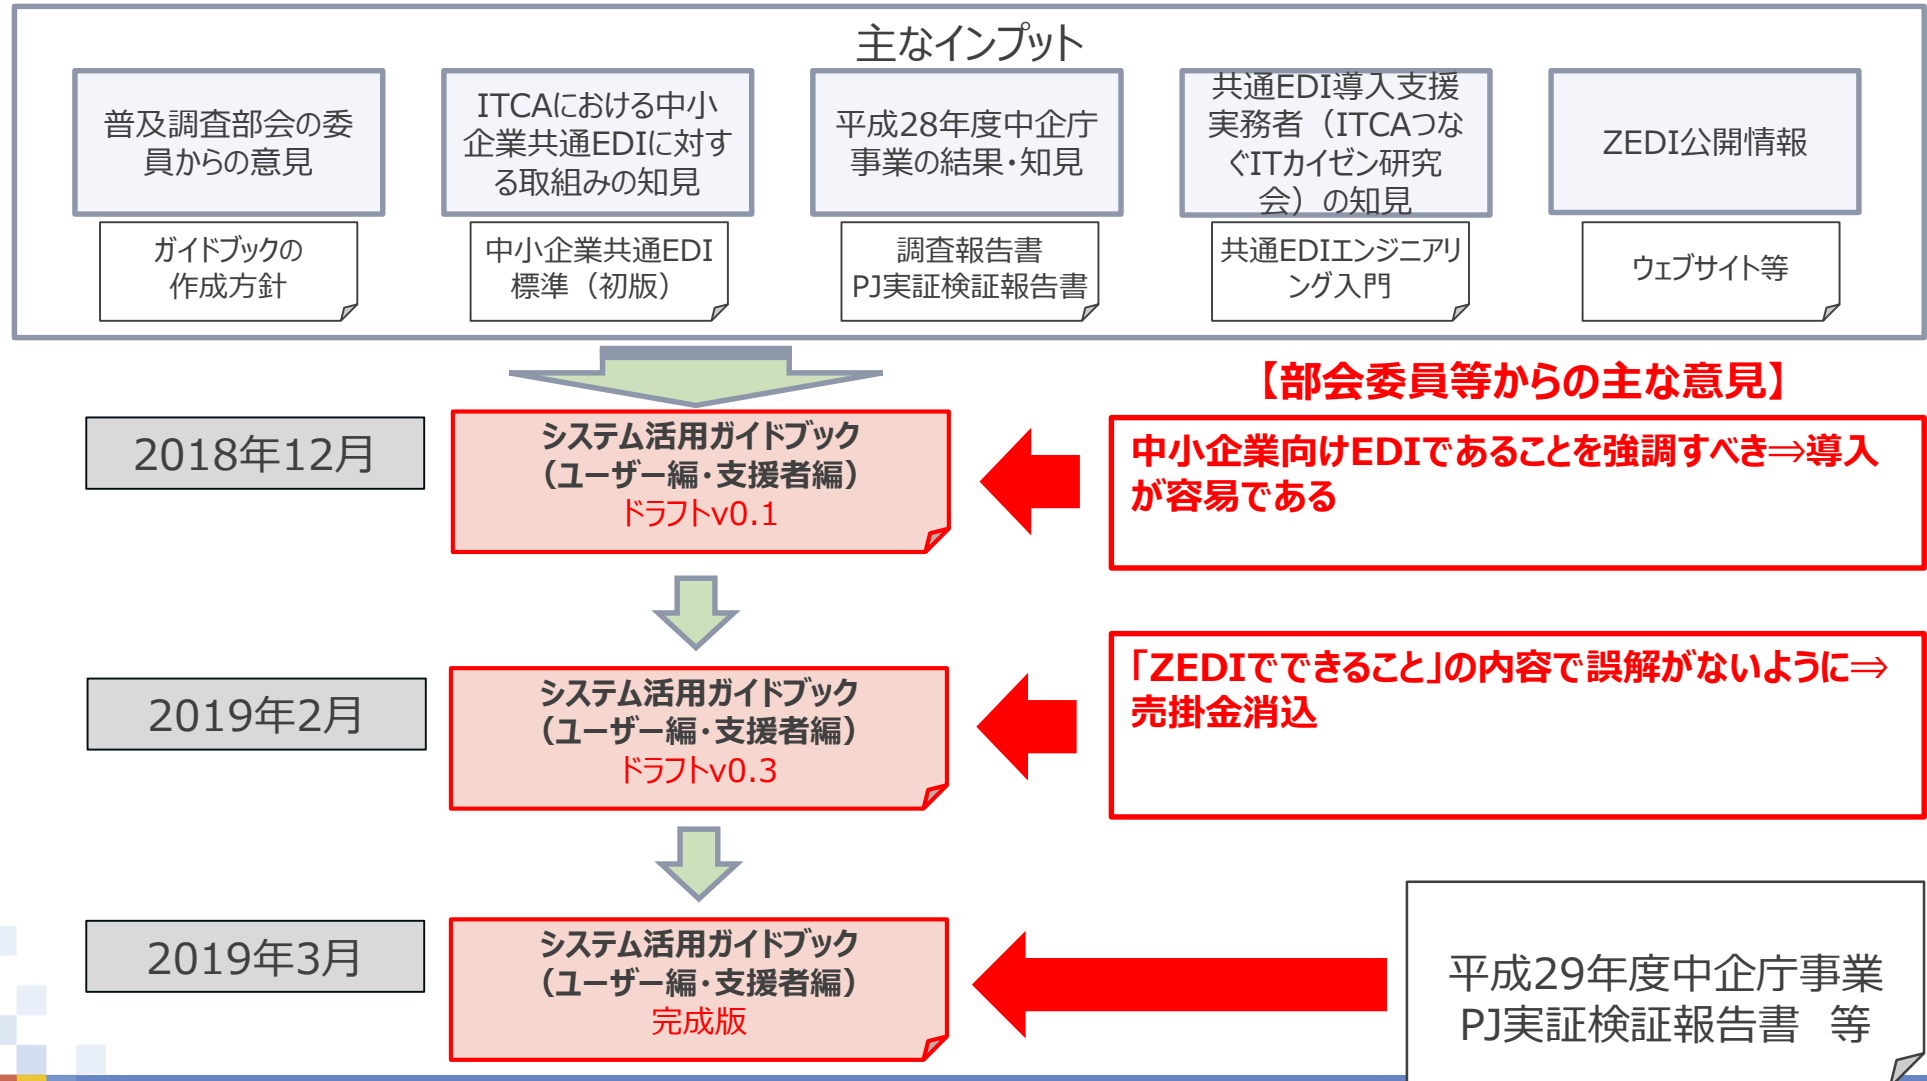 主なインプット
普及調査部会の委
員からの意見
ITCAにおける中小
企業共通EDIに対す
る取組みの知見
平成28年度中企庁
事業の結果・知見
共通EDI導入支援
実務者（ITCAつな
ぐITカイゼン研究
会）の知見
ZEDI公開情報
ガイドブックの
作成方針
中小企業共通EDI
標準（初版）
調査報告書
PJ実証検証報告書
共通EDIエンジニアリ
ング入門
ウェブサイト等
【部会委員等からの主な意見】
2018年12月
システム活用ガイドブック
（ユーザー編・支援者編）
ドラフトv0.1
中小企業向けEDIであることを強調すべき⇒導入
が容易である
2019年2月
システム活用ガイドブック
（ユーザー編・支援者編）
ドラフトv0.3
「ZEDIでできること」の内容で誤解がないように⇒
売掛金消込
2019年3月
システム活用ガイドブック
（ユーザー編・支援者編）
完成版
平成29年度中企庁事業
PJ実証検証報告書　等